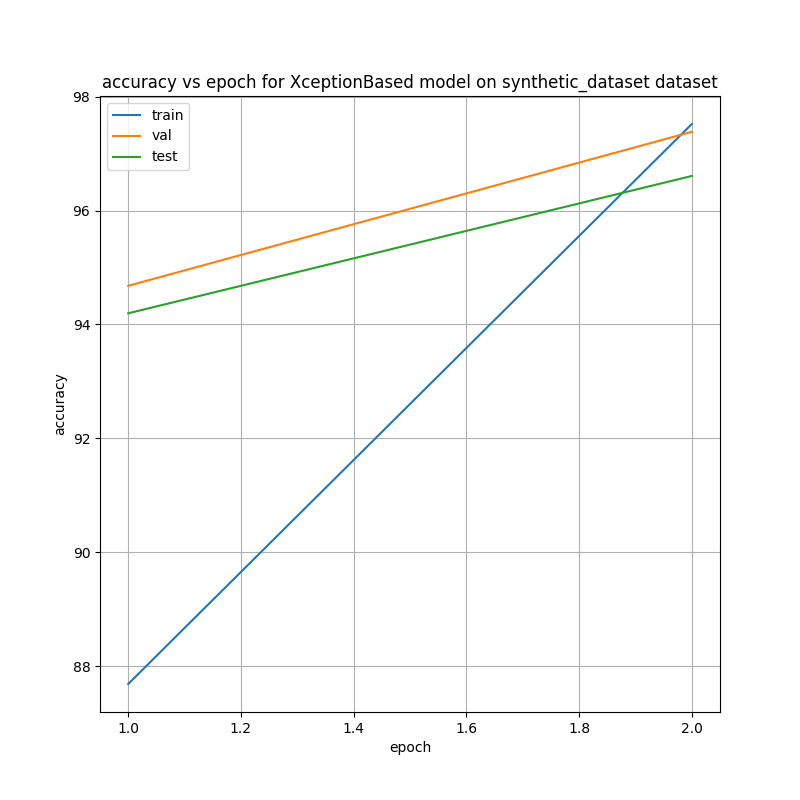 accuracy vs epoch for XceptionBased model on synthetic_dataset dataset
train
val
test
98
96
94
92
90
88
accuracy
1.0 1.2 1.4 1.6 1.8 2.0
epoch